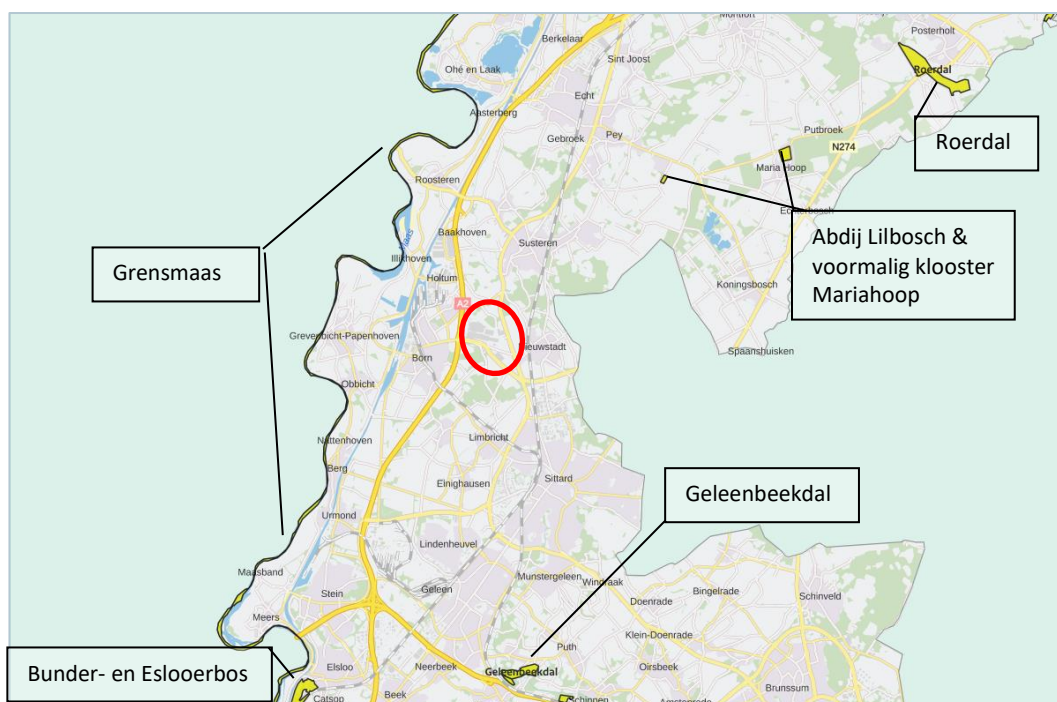 Montfort
Posterholt
Berkelaar
Sint Joost
Ohé en Laak
Roerdal
Echt
Aasterberg
Gebroek
Pey
Putbroek
N274
Roerdal
Maria Hoop
Roosteren
Echterbosch
Baakhoven
Maas
Susteren
Abdij Lilbosch &
voormalig klooster
Mariahoop
Illikhoven
Grensmaas
Holtum
Koningsbosch
A2
Grevenbicht-Papenhoven
Nieuwstadt
Born
Spaanshuisken
Obbicht
Nattenhoven
Limbricht
Berg
Sittard
Einighausen
Geleenbeekdal
Urmond
Lindenheuvel
Maasband
Munstergeleen
Windraak
Stein
Geleen
Bingelrade
Schinveld
Doenrade
Meers
Klein-Doenrade
Puth
Bunder- en Eslooerbos
Elsloo
Neerbeek
Geleenbeekdal
Oirsbeek
Brunssum
Catsop
Beek
Schinnen
Amstenrade